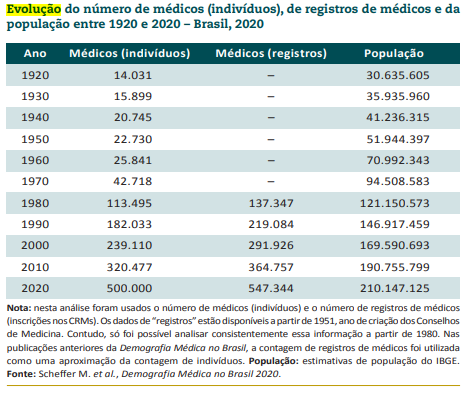 Evolução do número de médicos (indivíduos), de registros de médicos e da
população entre 1920 e 2020 – Brasil, 2020
Ano Médicos (indivíduos) Médicos (registros) População
1920 14.031 – 30.635.605
1930 15.899 – 35.935.960
1940 20.745 – 41.236.315
1950 22.730 – 51.944.397
1960 25.841 – 70.992.343
1970 42.718 – 94.508.583
1980 113.495 137.347 121.150.573
1990 182.033 219.084 146.917.459
2000 239.110 291.926 169.590.693
2010 320.477 364.757 190.755.799
2020 500.000 547.344 210.147.125
Nota: nesta análise foram usados o número de médicos (indivíduos) e o número de registros de médicos
(inscrições nos CRMs). Os dados de “registros” estão disponíveis a partir de 1951, ano de criação dos Conselhos
de Medicina. Contudo, só foi possível analisar consistentemente essa informação a partir de 1980. Nas
publicações anteriores da Demografia Médica no Brasil, a contagem de registros de médicos foi utilizada
como uma aproximação da contagem de indivíduos. População: estimativas de população do IBGE.
Fonte: Scheffer M. et al., Demografia Médica no Brasil 2020.